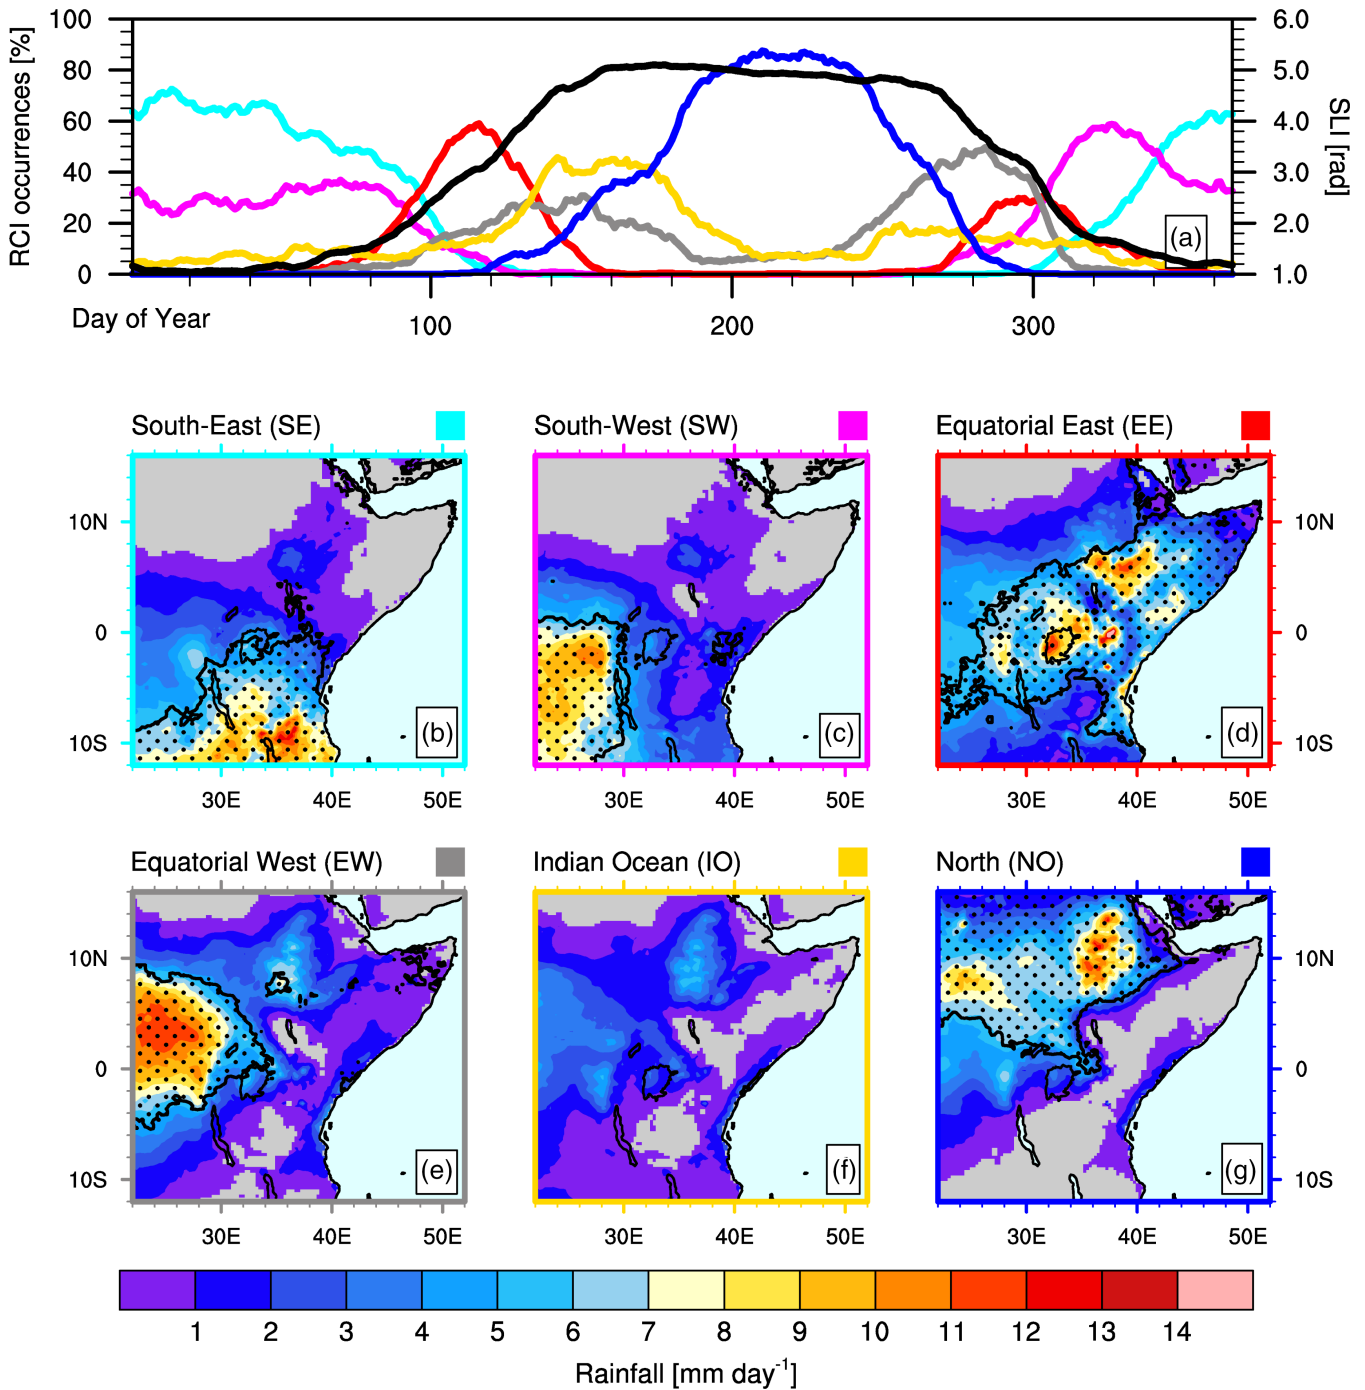 100
80
60
40
20
0
RCI occurrences [%]
6.0
5.0
4.0
3.0
2.0
1.0
SLI [rad]
(a)
Day of Year
100
200
300
South-East (SE)
South-West (SW)
Equatorial East (EE)
10N
0
10S
(b)
(c)
(d)
10N
0
10S
30E
40E
50E
30E
40E
50E
30E
40E
50E
Equatorial West (EW)
Indian Ocean (IO)
North (NO)
10N
0
10S
(e)
(f)
(g)
10N
0
10S
30E
40E
50E
30E
40E
50E
30E
40E
50E
1 2 3 4 5 6 7 8 9 10 11 12 13 14
Rainfall [mm day-1]